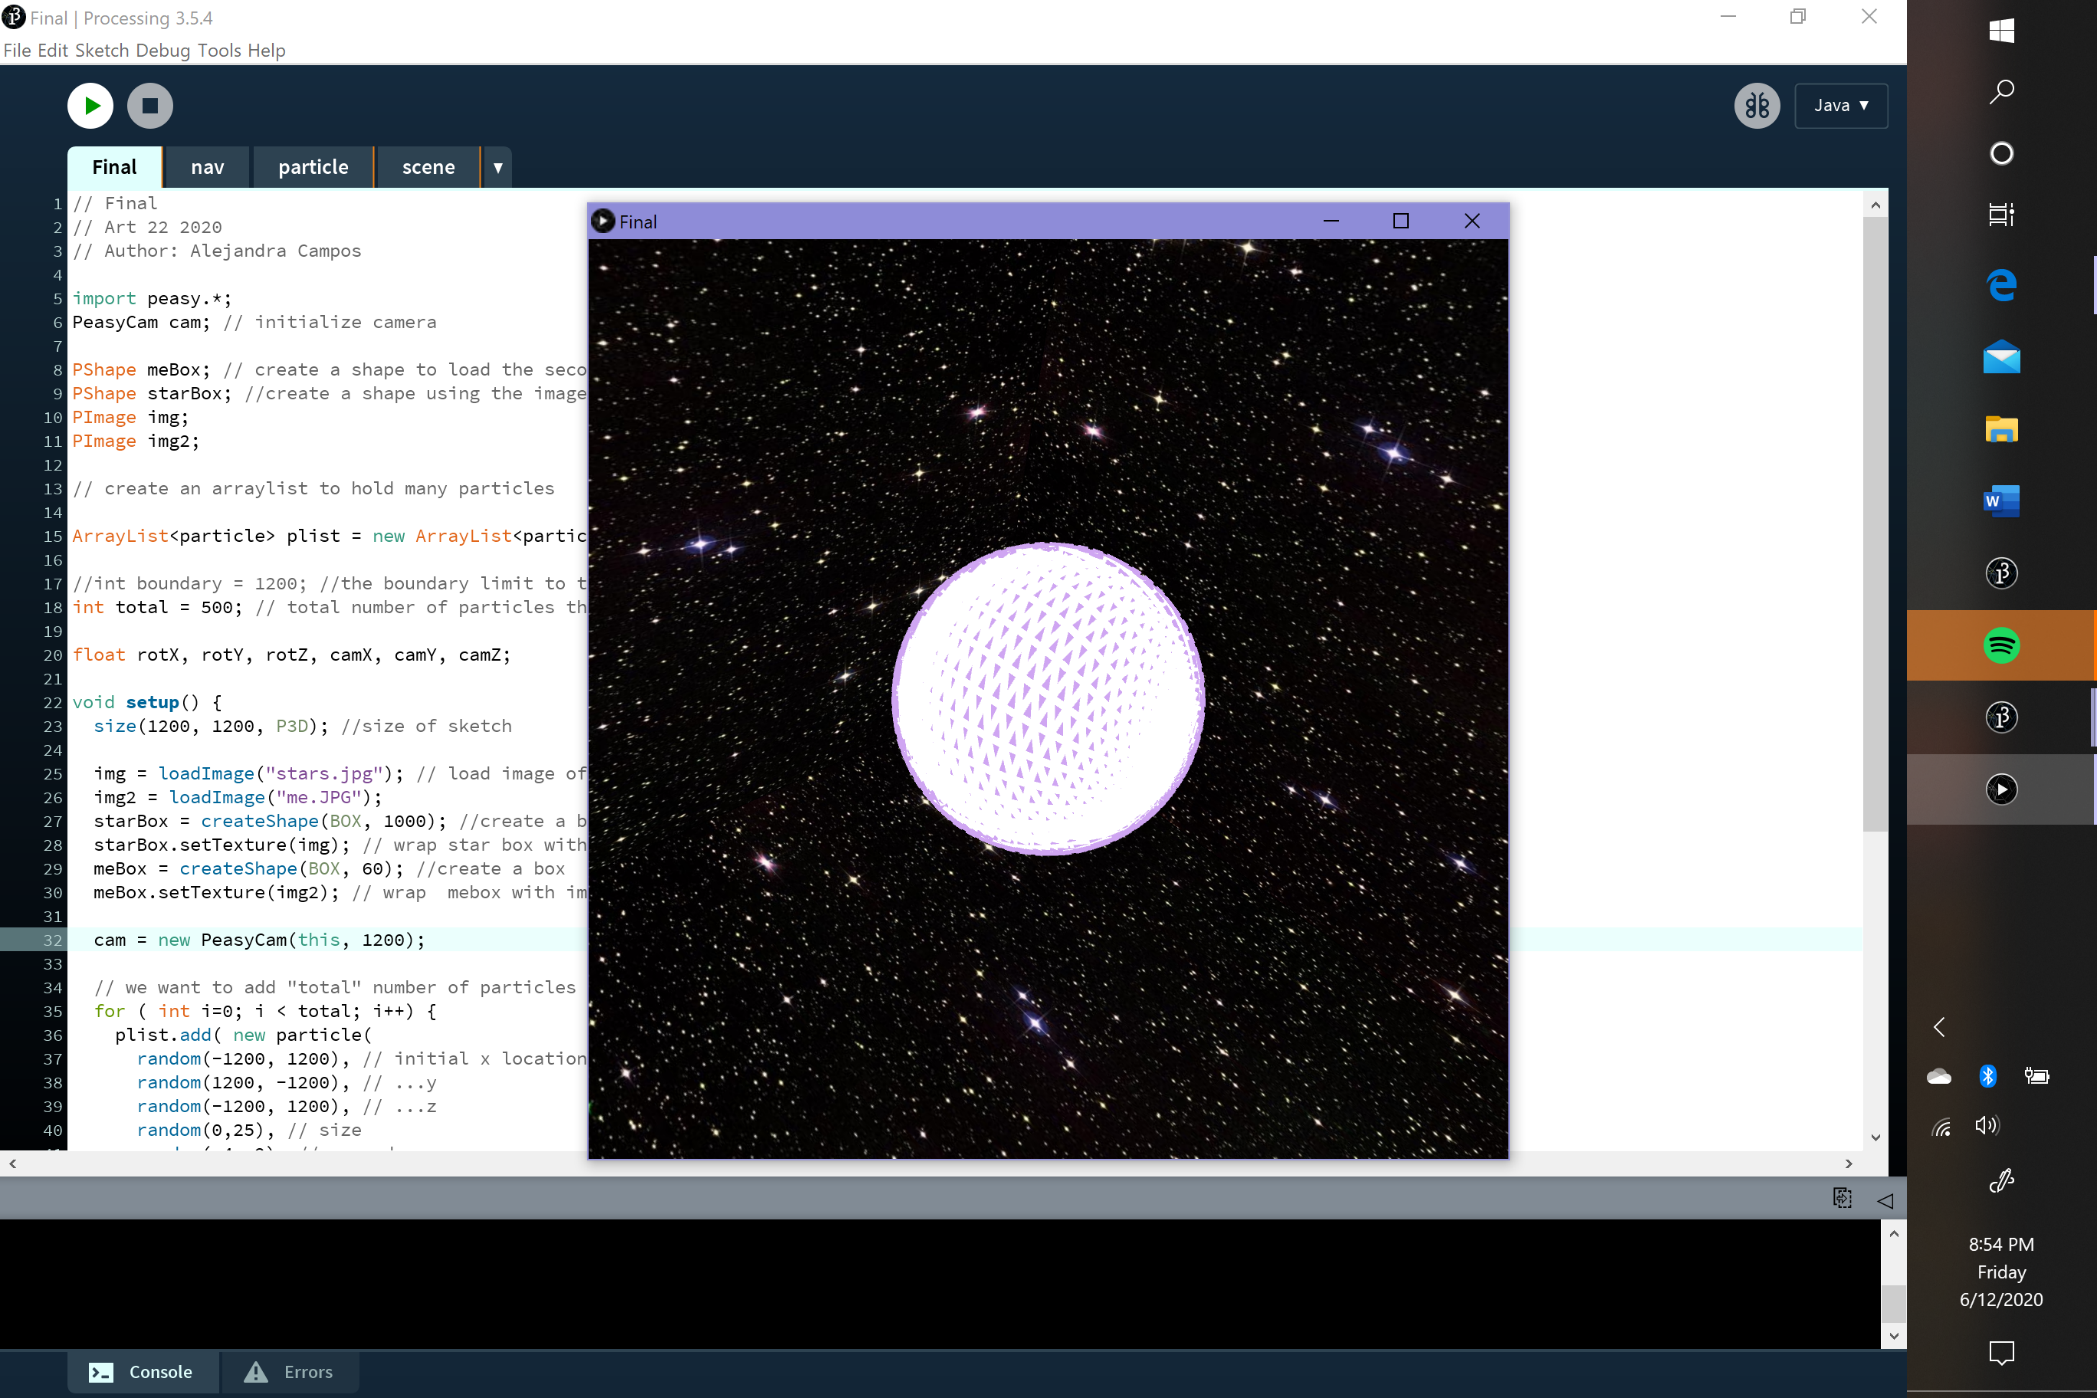 Final | Processing 3.5.4
File Edit Sketch Debug Tools Help
Java ▼
Final nav particle scene ▼
1 // Final
2 // Art 22 2020
3 // Author: Alejandra Campos
4
5 import peasy.*;
6 PeasyCam cam; // initialize camera
7
8 PShape meBox; // create a shape to load the seco
9 PShape starBox; //create a shape using the image
10 PImage img;
11 PImage img2;
12
13 // create an arraylist to hold many particles
14
15 ArrayList<particle> plist = new ArrayList<partic
16
17 //int boundary = 1200; //the boundary limit to t
18 int total = 500; // total number of particles th
19
20 float rotX, rotY, rotZ, camX, camY, camZ;
21
22 void setup() {
23 size(1200, 1200, P3D); //size of sketch
24
25 img = loadImage("stars.jpg"); // load image of
26 img2 = loadImage("me.JPG");
27 starBox = createShape(BOX, 1000); //create a b
28 starBox.setTexture(img); // wrap star box with
29 meBox = createShape(BOX, 60); //create a box
30 meBox.setTexture(img2); // wrap  mebox with im
31
32 cam = new PeasyCam(this, 1200);
33
34 // we want to add "total" number of particles
35 for ( int i=0; i < total; i++) {
36 plist.add( new particle(
37 random(-1200, 1200), // initial x location
38 random(1200, -1200), // ...y
39 random(-1200, 1200), // ...z
40 random(0,25), // size
Final
Console Errors
8:54 PM
Friday
6/12/2020